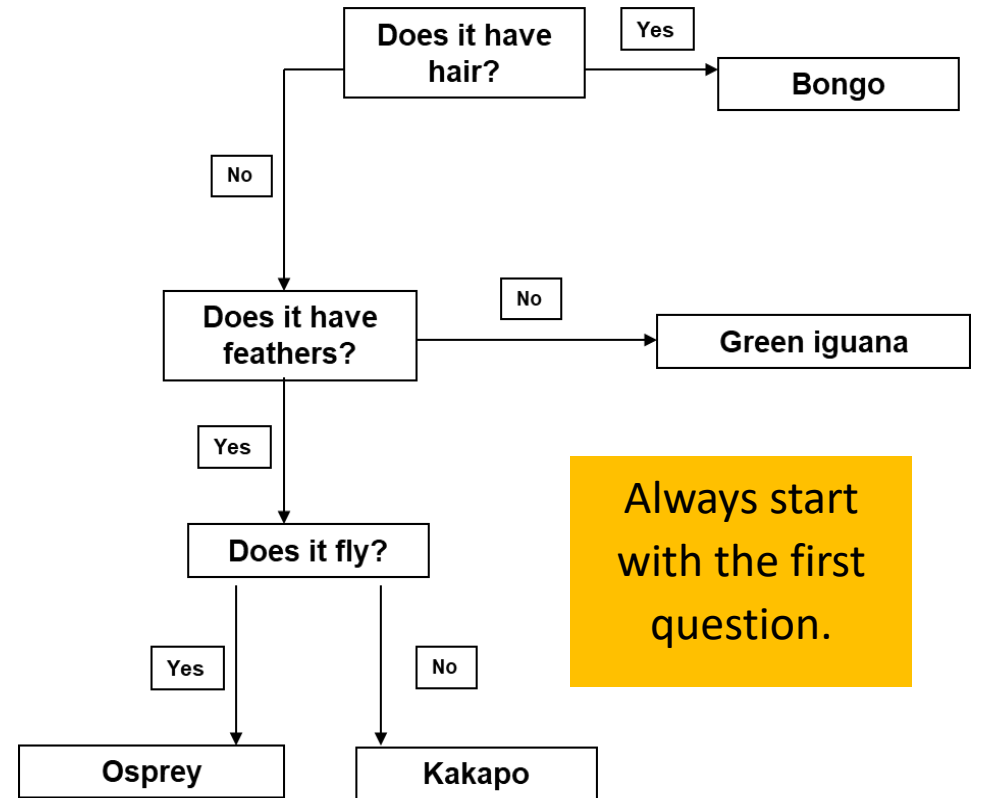 Does it have
hair?
Yes
Bongo
No
Does it have
feathers?
No
Green iguana
Yes
Always start
with the first
question.
Does it fly?
Yes
No
Osprey
Kakapo